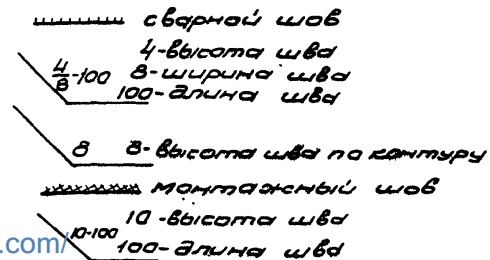 сварной шов
4-высота шва
4/8-100 8-ширина шва
100-длина шва
8 8-высота шва по контуру
монтажный шов
10-высота шва
.com/ 10-100
100-длина шва